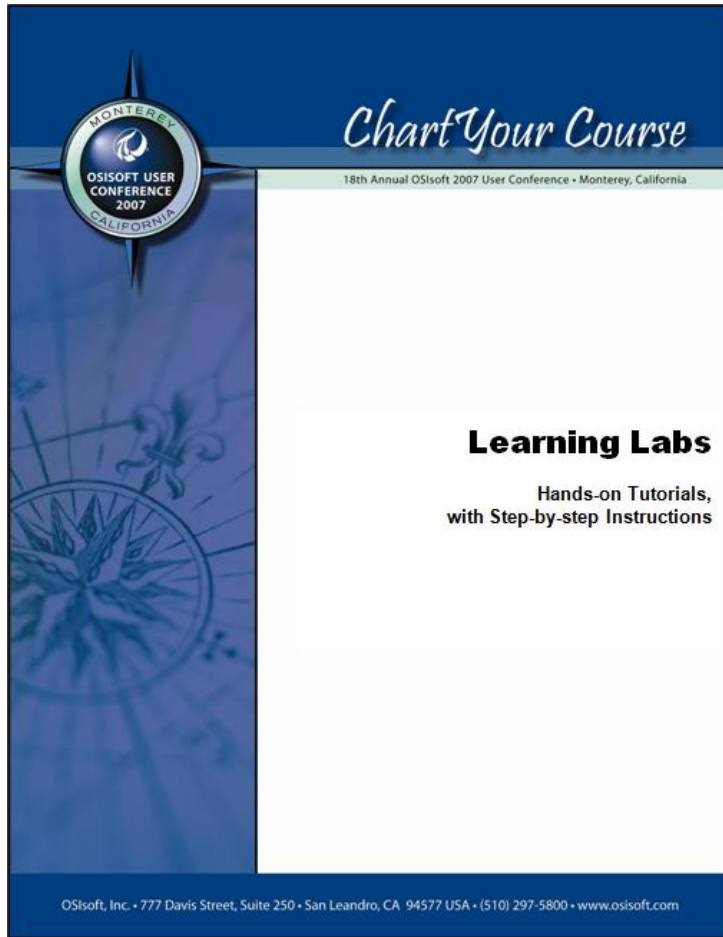 MONTEREY
OSISOFT USER
CONFERENCE
2007
CALIFORNIA
Chart Your Course
18th Annual OSIsoft 2007 User Conference • Monterey, California
Learning Labs
Hands-on Tutorials,
with Step-by-step Instructions
OSIsoft, Inc. • 777 Davis Street, Suite 250 • San Leandro, CA 94577 USA • (510) 297-5800 • www.osisoft.com